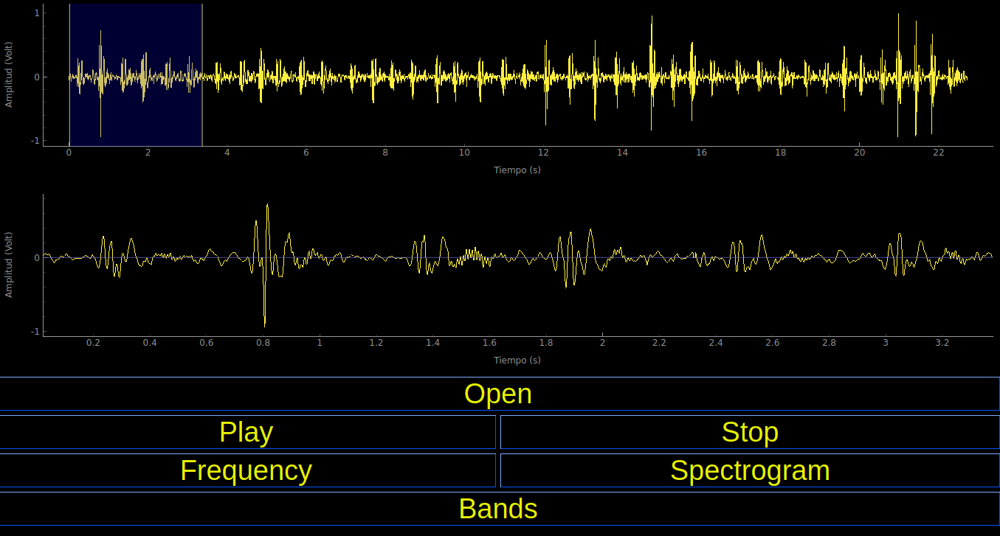 Amplitud (Volt)
1
0
-1
0 2 4 6 8 10 12 14 16 18 20 22
Tiempo (s)
Amplitud (Volt)
0
-1
0.2 0.4 0.6 0.8 1 1.2 1.4 1.6 1.8 2 2.2 2.4 2.6 2.8 3 3.2
Tiempo (s)
Open
Play Stop
Frequency Spectrogram
Bands